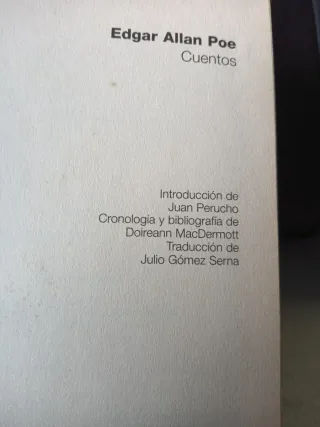 Edgar Allan Poe
Cuentos
Introducción de
Juan Perucho
Cronología y bibliografía de
Doireann MacDermott
Traducción de
Julio Gómez Serna